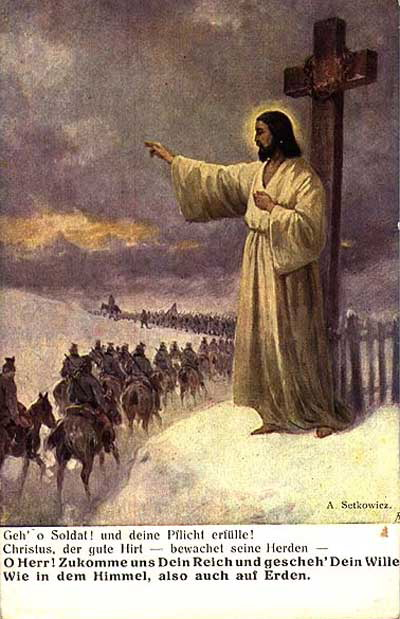 A. Setkowicz.
Geh' o Soldat! und deine Pflicht erfülle!
Christus, der gute Hirt — bewachet seine Herden —
O Herr! Zukomme uns Dein Reich und gescheh' Dein Wille
Wie in dem Himmel, also auch auf Erden.